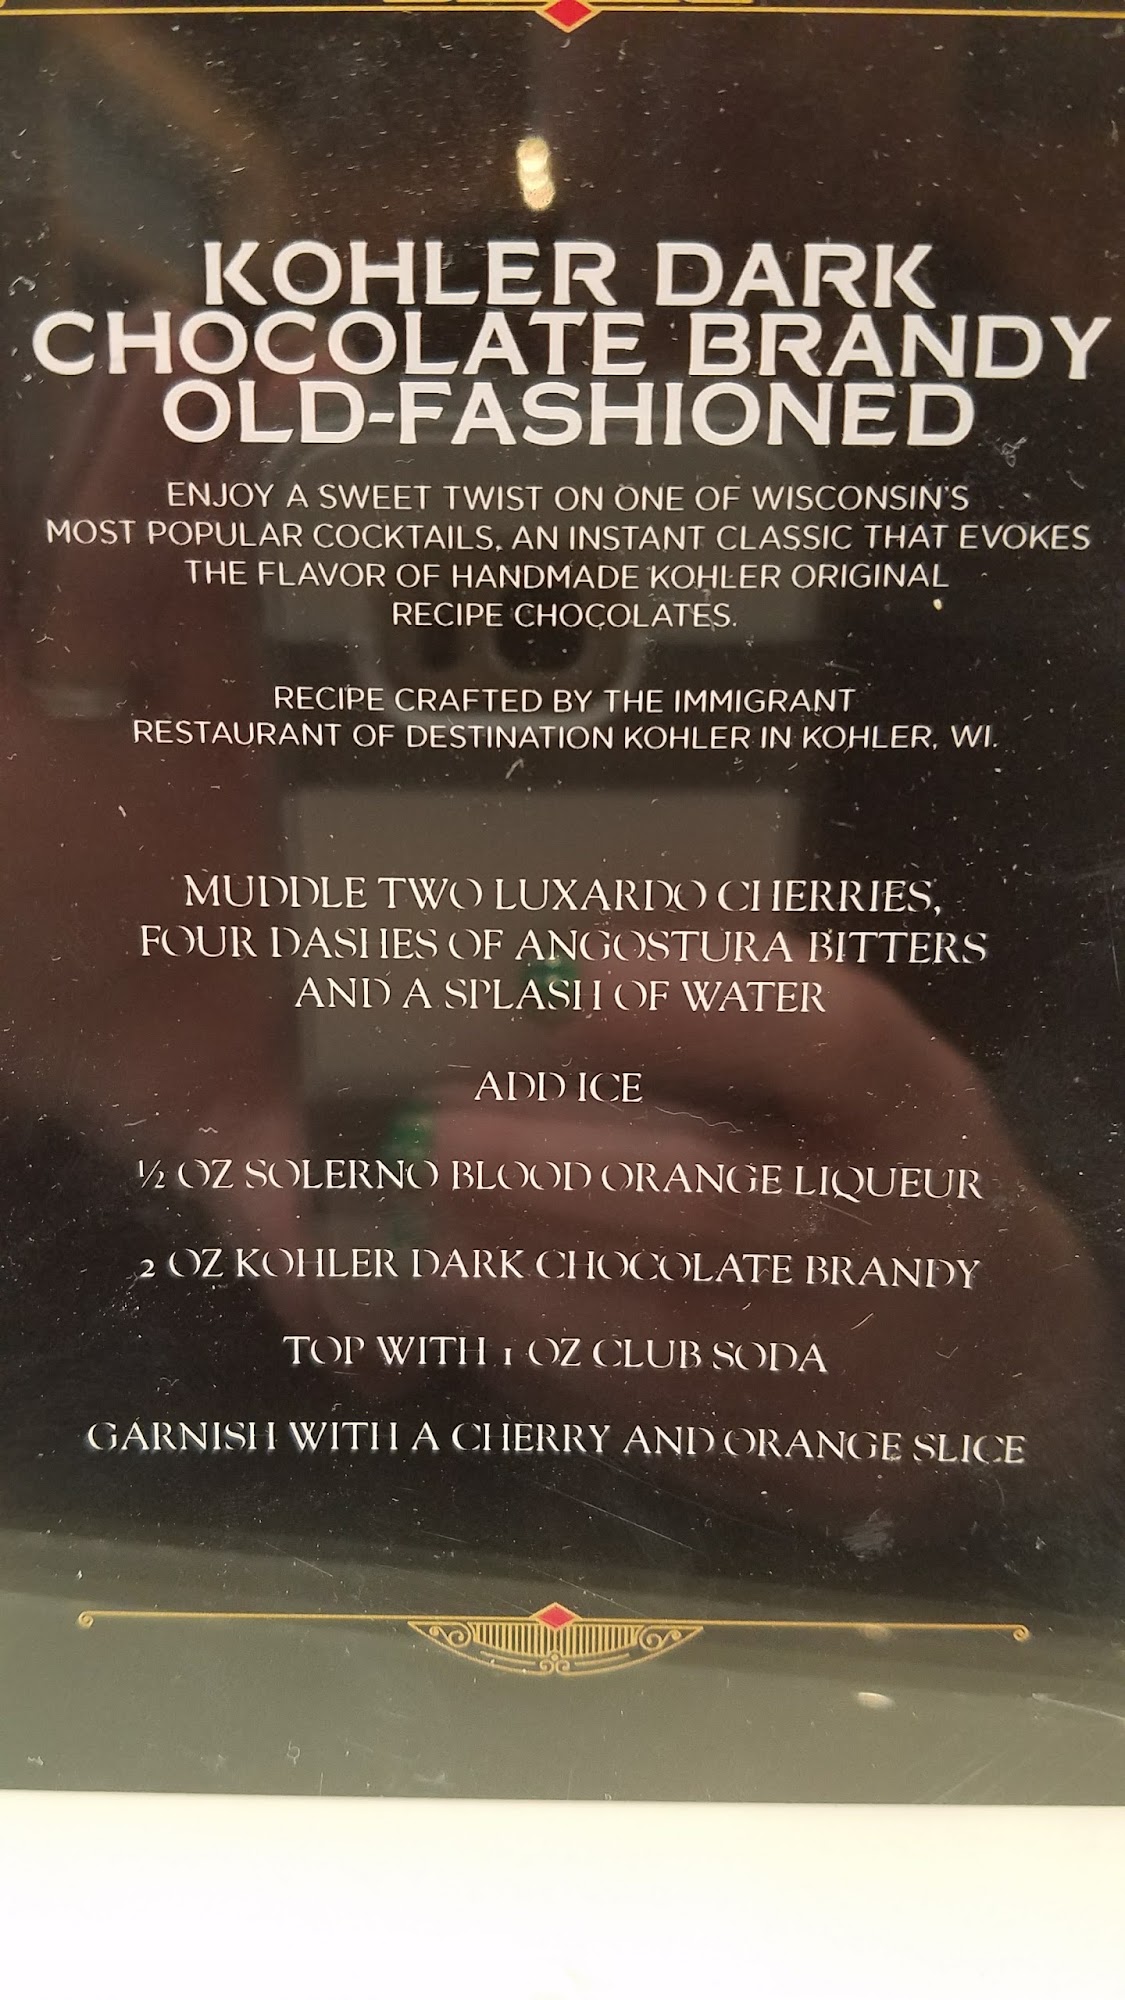 KOHLER DARK
CHOCOLATE BRANDY
OLD-FASHIONED
ENJOY A SWEET TWIST ON ONE OF WISCONSIN'S
MOST POPULAR COCKTAILS, AN INSTANT CLASSIC THAT EVOKES
THE FLAVOR OF HANDMADE KOHLER ORIGINAL
RECIPE CHOCOLATES.
RECIPE CRAFTED BY THE IMMIGRANT
RESTAURANT OF DESTINATION KOHLER IN KOHLER, WI.
MUDDLE TWO LUXARDO CHERRIES,
FOUR DASHES OF ANGOSTURA BITTERS
AND A SPLASH OF WATER
ADD ICE
½ OZ SOLERNO BLOOD ORANGE LIQUEUR
2 OZ KOHLER DARK CHOCOLATE BRANDY
TOP WITH 1 OZ CLUB SODA
GARNISH WITH A CHERRY AND ORANGE SLICE